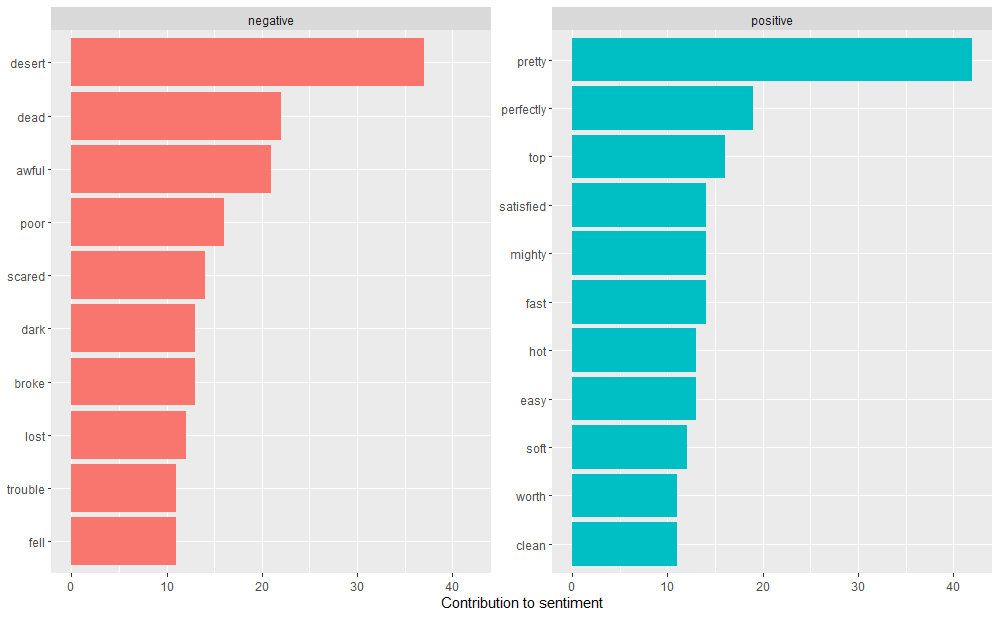 negative
desert
dead
awful
poor
scared
dark
broke
lost
trouble
fell
0 10 20 30 40
positive
pretty
perfectly
top
satisfied
mighty
fast
hot
easy
soft
worth
clean
0 10 20 30 40
Contribution to sentiment